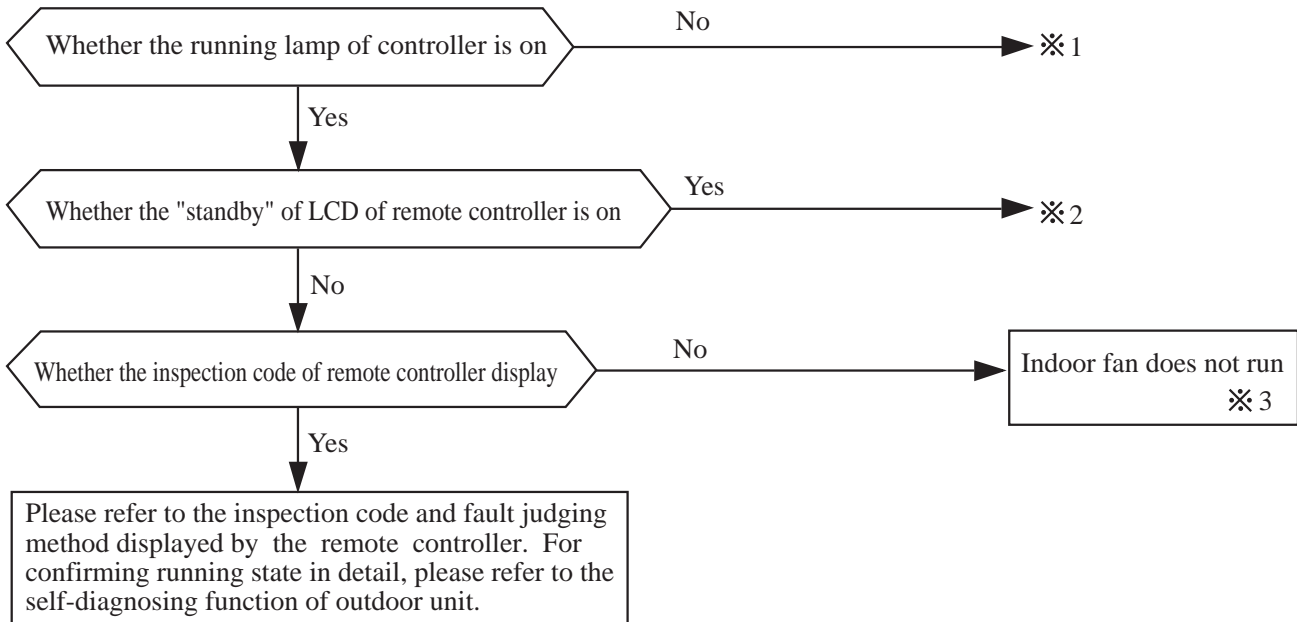 Whether the running lamp of controller is on
No
※1
Yes
Whether the "standby" of LCD of remote controller is on
Yes
※2
No
Whether the inspection code of remote controller display
No
Indoor fan does not run
※3
Yes
Please refer to the inspection code and fault judging
method displayed by the remote controller. For
confirming running state in detail, please refer to the
self-diagnosing function of outdoor unit.